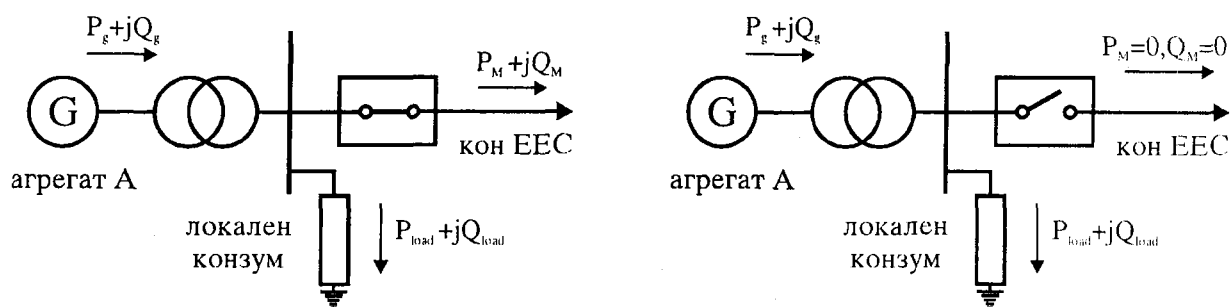 P_g+jQ_g
P_M+jQ_M
G
кон ЕЕС
агрегат А
локален
конзум
P_load+jQ_load
P_g+jQ_g
P_M=0,Q_M=0
G
кон ЕЕС
агрегат А
локален
конзум
P_load+jQ_load